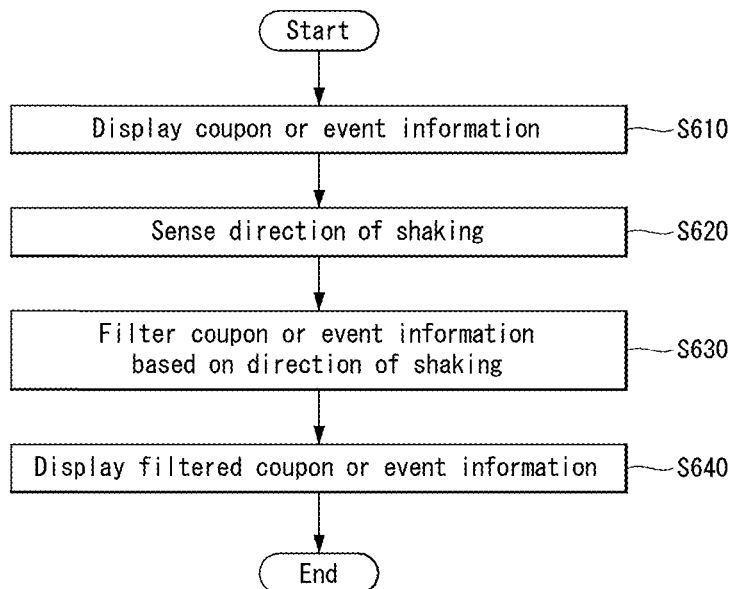 Start
Display coupon or event information
S610
Sense direction of shaking
S620
Filter coupon or event information
based on direction of shaking
S630
Display filtered coupon or event information
S640
End